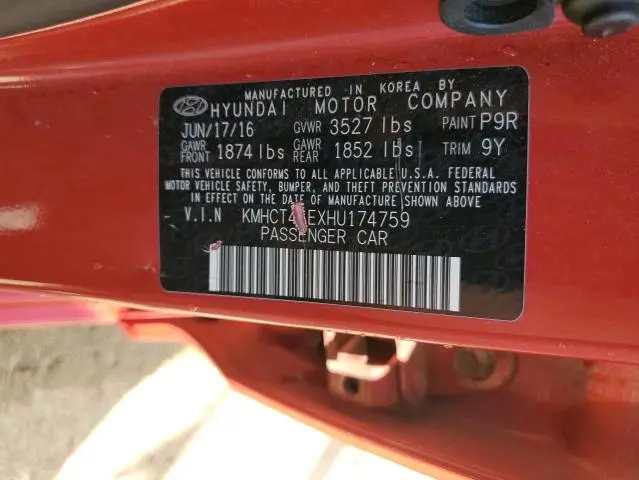 MANUFACTURED IN KOREA BY
HYUNDAI MOTOR COMPANY
JUN/17/16 GVWR 3527 lbs PAINT P9R
GAWR FRONT 1874 lbs GAWR REAR 1852 lbs TRIM 9Y
THIS VEHICLE CONFORMS TO ALL APPLICABLE U.S.A. FEDERAL
MOTOR VEHICLE SAFETY, BUMPER, AND THEFT PREVENTION STANDARDS
IN EFFECT ON THE DATE OF MANUFACTURE SHOWN ABOVE
V.I.N
PASSENGER CAR